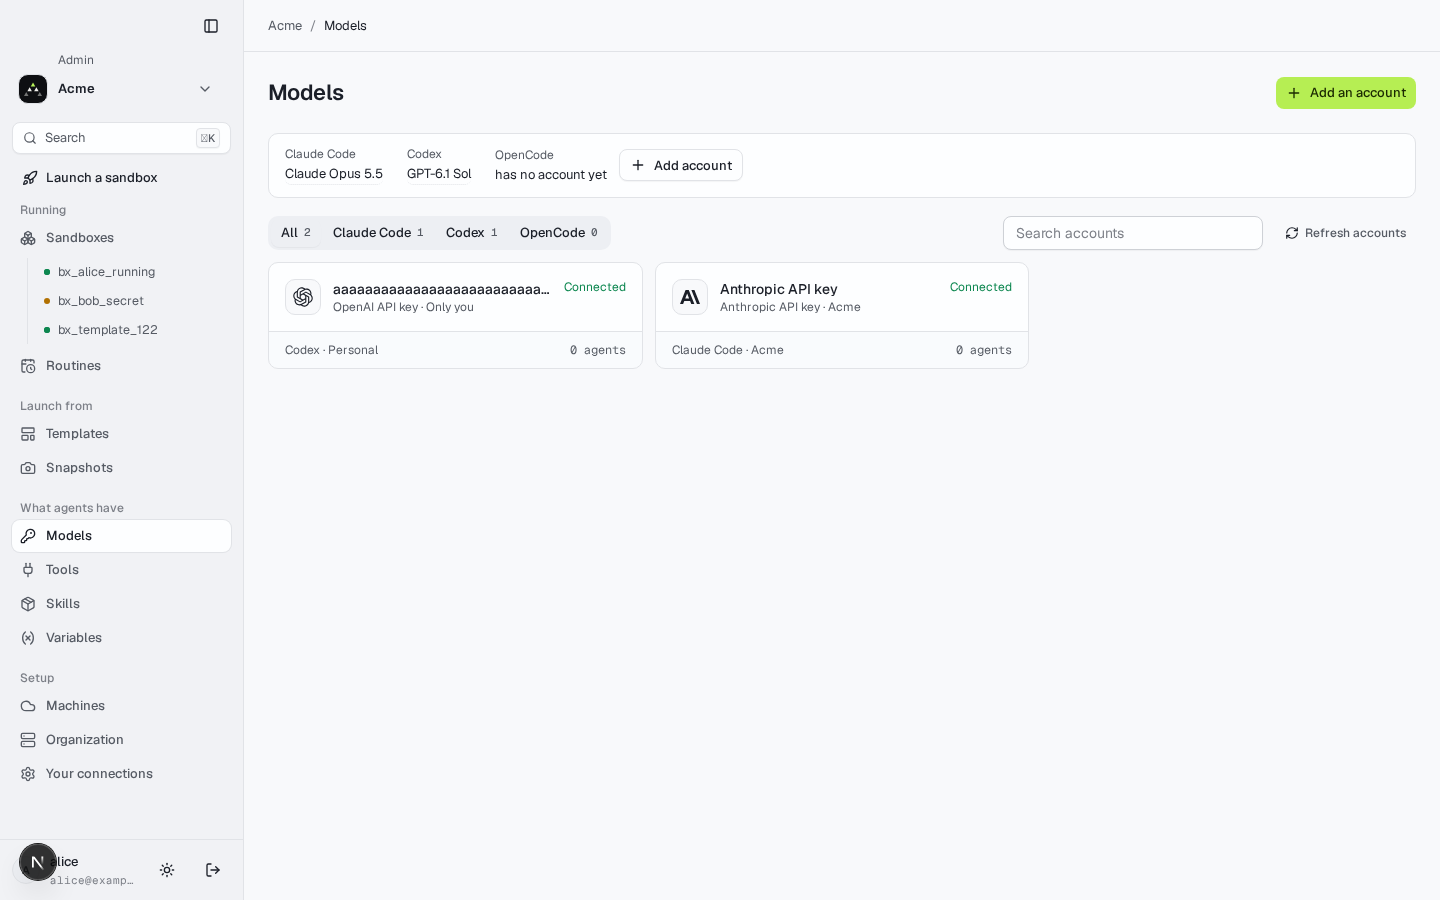 Admin
Acme
Search
K
Launch a sandbox
Running
Sandboxes
bx_alice_running
bx_bob_secret
bx_template_122
Routines
Launch from
Templates
Snapshots
What agents have
Models
Tools
Skills
Variables
Setup
Machines
Organization
Your connections
alice
alice@examp…
Acme / Models
Models
Add an account
Claude Code
Claude Opus 5.5
Codex
GPT-6.1 Sol
OpenCode
has no account yet
Add account
All 2 Claude Code 1 Codex 1 OpenCode 0
Search accounts
Refresh accounts
aaaaaaaaaaaaaaaaaaaaaaaaaa… Connected
OpenAI API key · Only you
Codex · Personal 0 agents
Anthropic API key Connected
Anthropic API key · Acme
Claude Code · Acme 0 agents